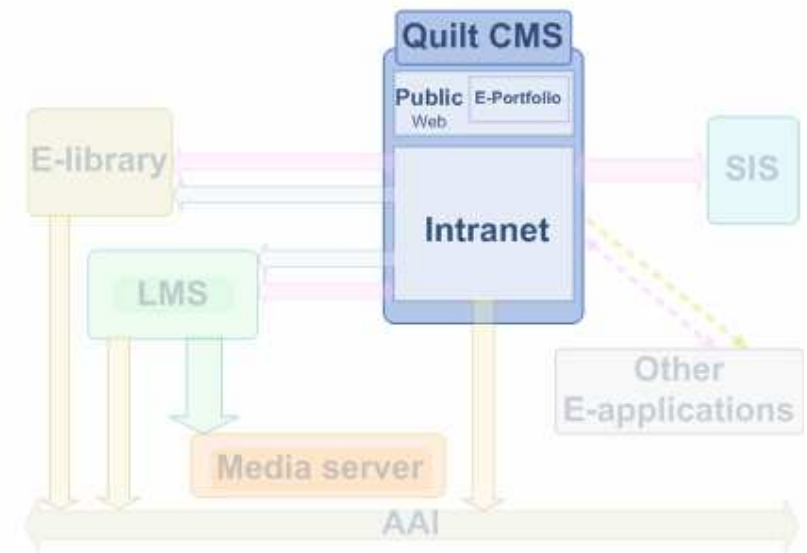 Quilt CMS
Public
Web
E-Portfolio
E-library
SIS
Intranet
LMS
Other
E-applications
Media server
AAI